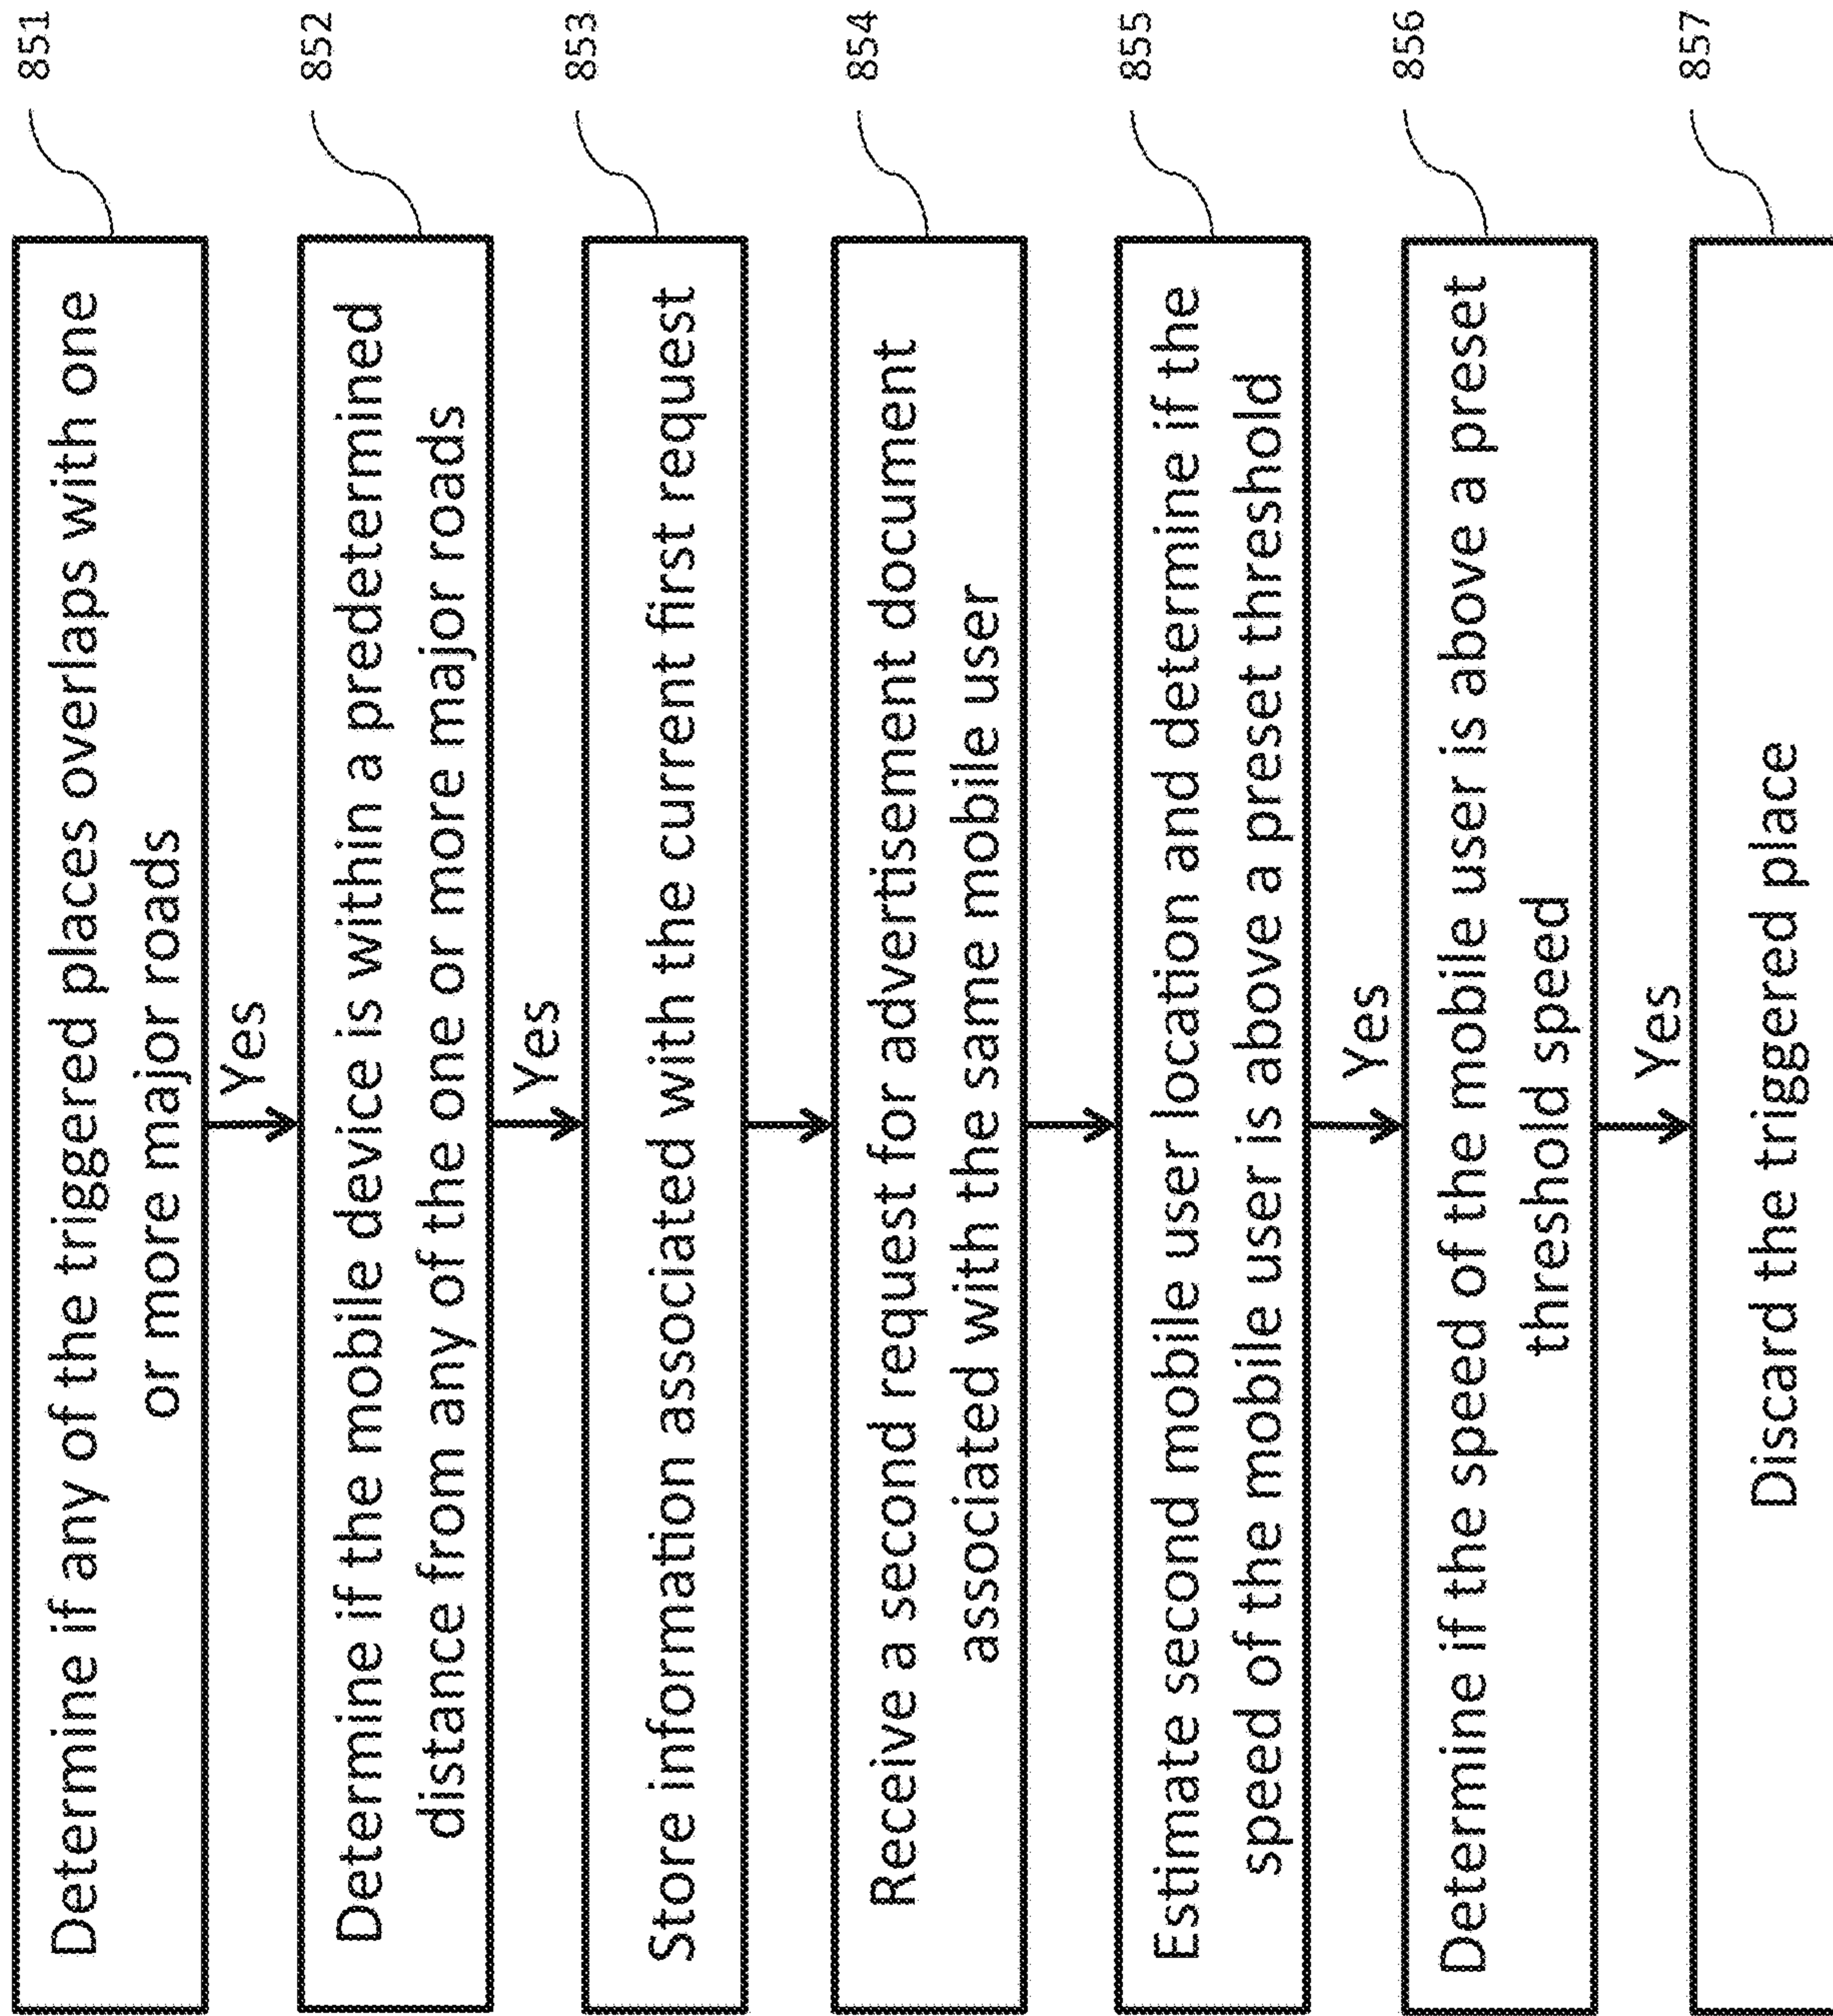 Determine if any of the triggered places overlaps with one
or more major roads
851
Yes
Determine if the mobile device is within a predetermined
distance from any of the one or more major roads
852
Yes
Store information associated with the current first request
853
Receive a second request for advertisement document
associated with the same mobile user
854
Estimate second mobile user location and determine if the
speed of the mobile user is above a preset threshold
855
Yes
Determine if the speed of the mobile user is above a preset
threshold speed
856
Yes
Discard the triggered place
857